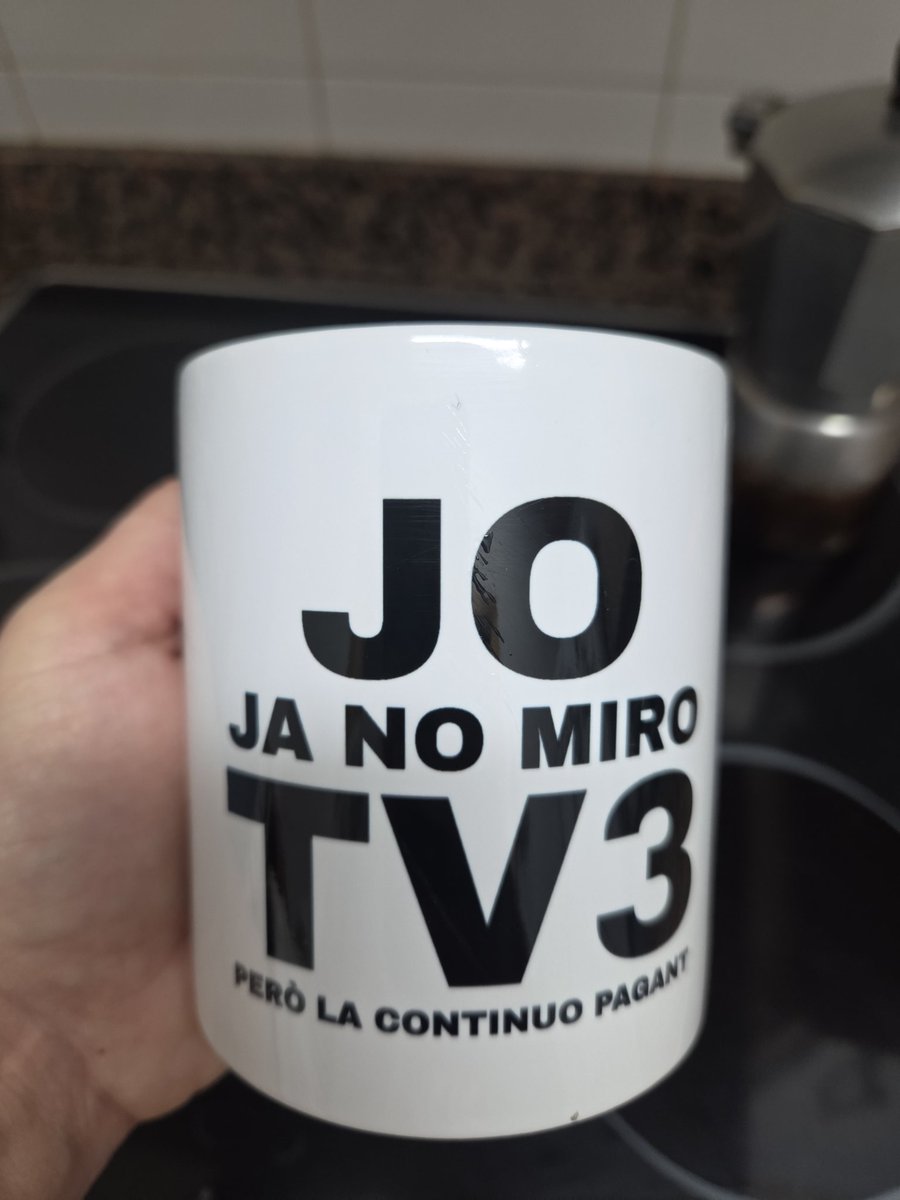 JO
JA NO MIRO
TV3
PERÒ LA CONTINUO PAGANT